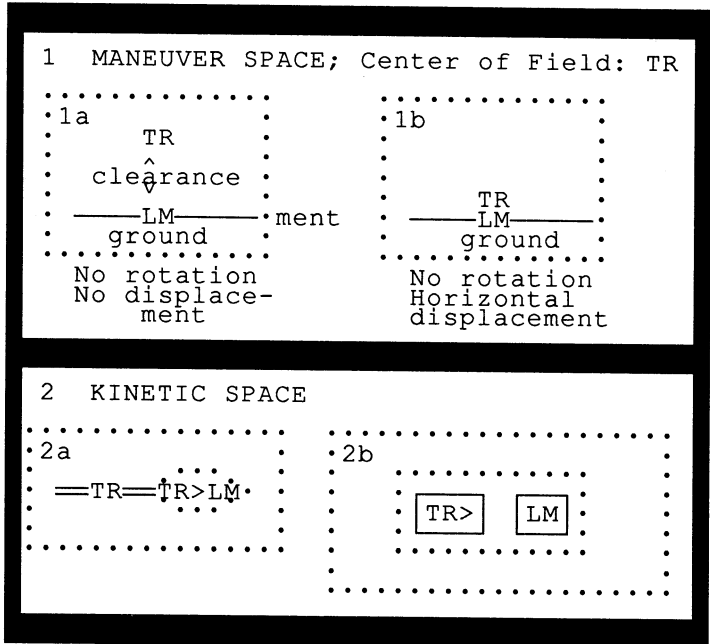 1 MANEUVER SPACE; Center of Field: TR
1a
TR
^
clearance
v
LM ment
ground
No rotation
No displace-
ment
1b
TR
LM
ground
No rotation
Horizontal
displacement
2 KINETIC SPACE
2a
==TR==TR>LM
2b
TR> LM